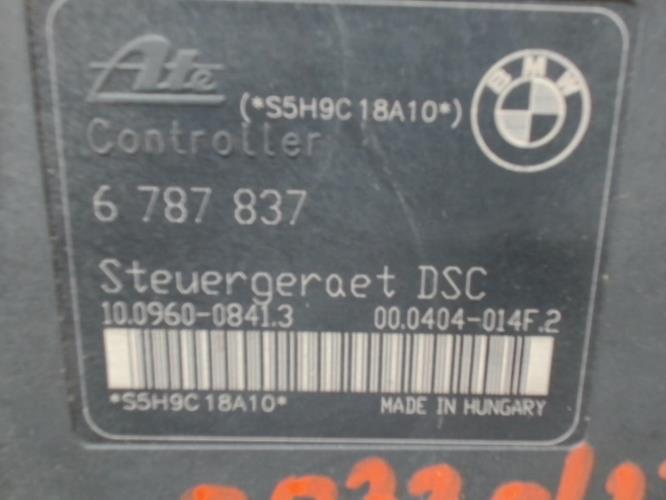 Ate
(*S5H9C18A10*)
BMW
Controller
6 787 837
Steuergeraet DSC
10.0960-0841.3 00.0404-014F.2
*S5H9C18A10*
MADE IN HUNGARY